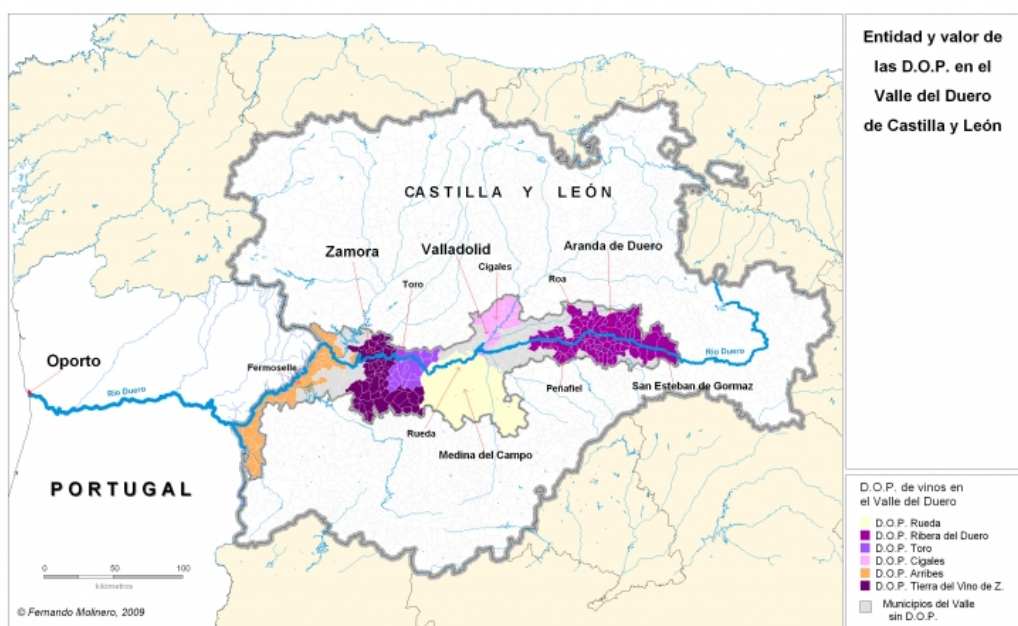 Entidad y valor de
las D.O.P. en el
Valle del Duero
de Castilla y León
CASTILLA Y LEÓN
Zamora
Valladolid
Aranda de Duero
Cigales
Toro
Roa
Oporto
Fermoselle
Río Duero
Río Duero
Peñafiel
San Esteban de Gormaz
Rueda
Medina del Campo
PORTUGAL
D.O.P. de vinos en
el Valle del Duero
D.O.P. Rueda
D.O.P. Ribera del Duero
D.O.P. Toro
D.O.P. Cigales
D.O.P. Arribes
D.O.P. Tierra del Vino de Z.
Municipios del Valle
sin D.O.P.
0 50 100
kilómetros
© Fernando Molinero, 2009